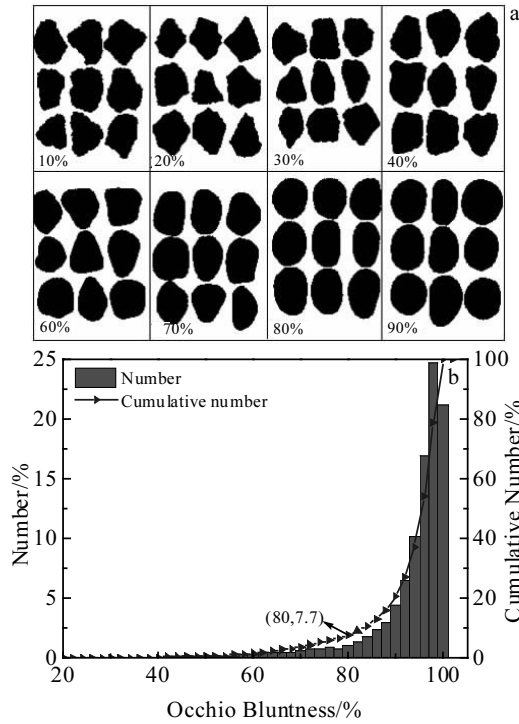 a
10% 20% 30% 40%
60% 70% 80% 90%
b
25 100
Number
Cumulative number
20 80
15 60
10 40
5 20
(80,7.7)
0 0
Number/%
Cumulative Number/%
20 40 60 80 100
Occhio Bluntness/%